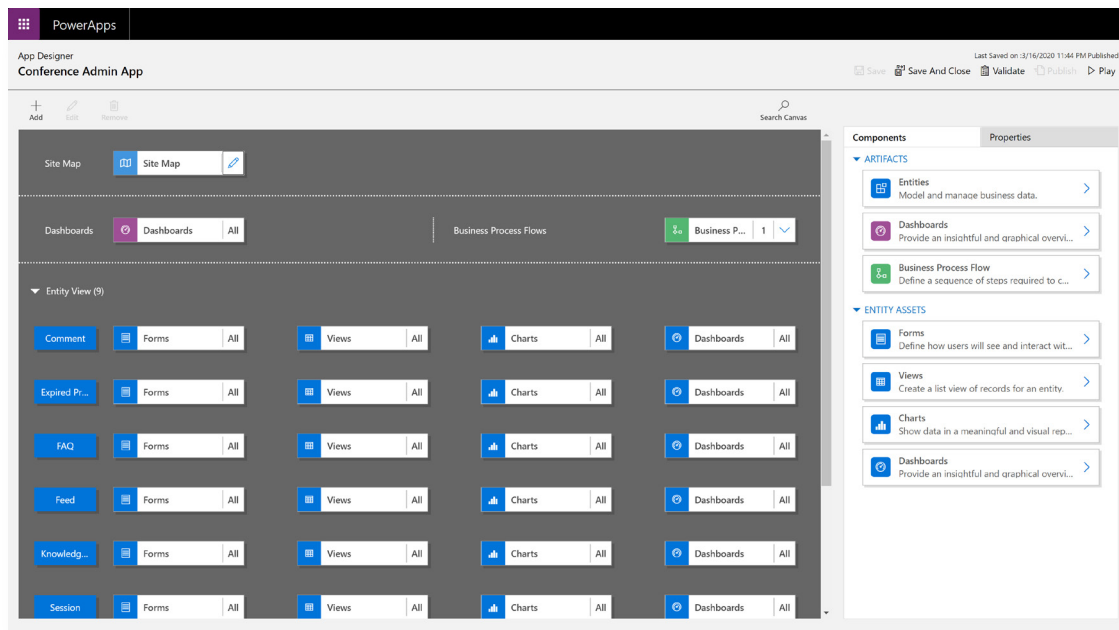 PowerApps
App Designer
Conference Admin App
Last Saved on :3/16/2020 11:44 PM Published
Save
Save And Close
Validate
Publish
Play
Add
Edit
Remove
Search Canvas
Site Map
Site Map
Dashboards
Dashboards All
Business Process Flows
Business P... 1
Entity View (9)
Comment Forms All Views All Charts All Dashboards All
Expired Pr... Forms All Views All Charts All Dashboards All
FAQ Forms All Views All Charts All Dashboards All
Feed Forms All Views All Charts All Dashboards All
Knowledg... Forms All Views All Charts All Dashboards All
Session Forms All Views All Charts All Dashboards All
Components
Properties
ARTIFACTS
Entities
Model and manage business data.
Dashboards
Provide an insightful and graphical overvi...
Business Process Flow
Define a sequence of steps required to c...
ENTITY ASSETS
Forms
Define how users will see and interact wit...
Views
Create a list view of records for an entity.
Charts
Show data in a meaningful and visual rep...
Dashboards
Provide an insightful and graphical overvi...